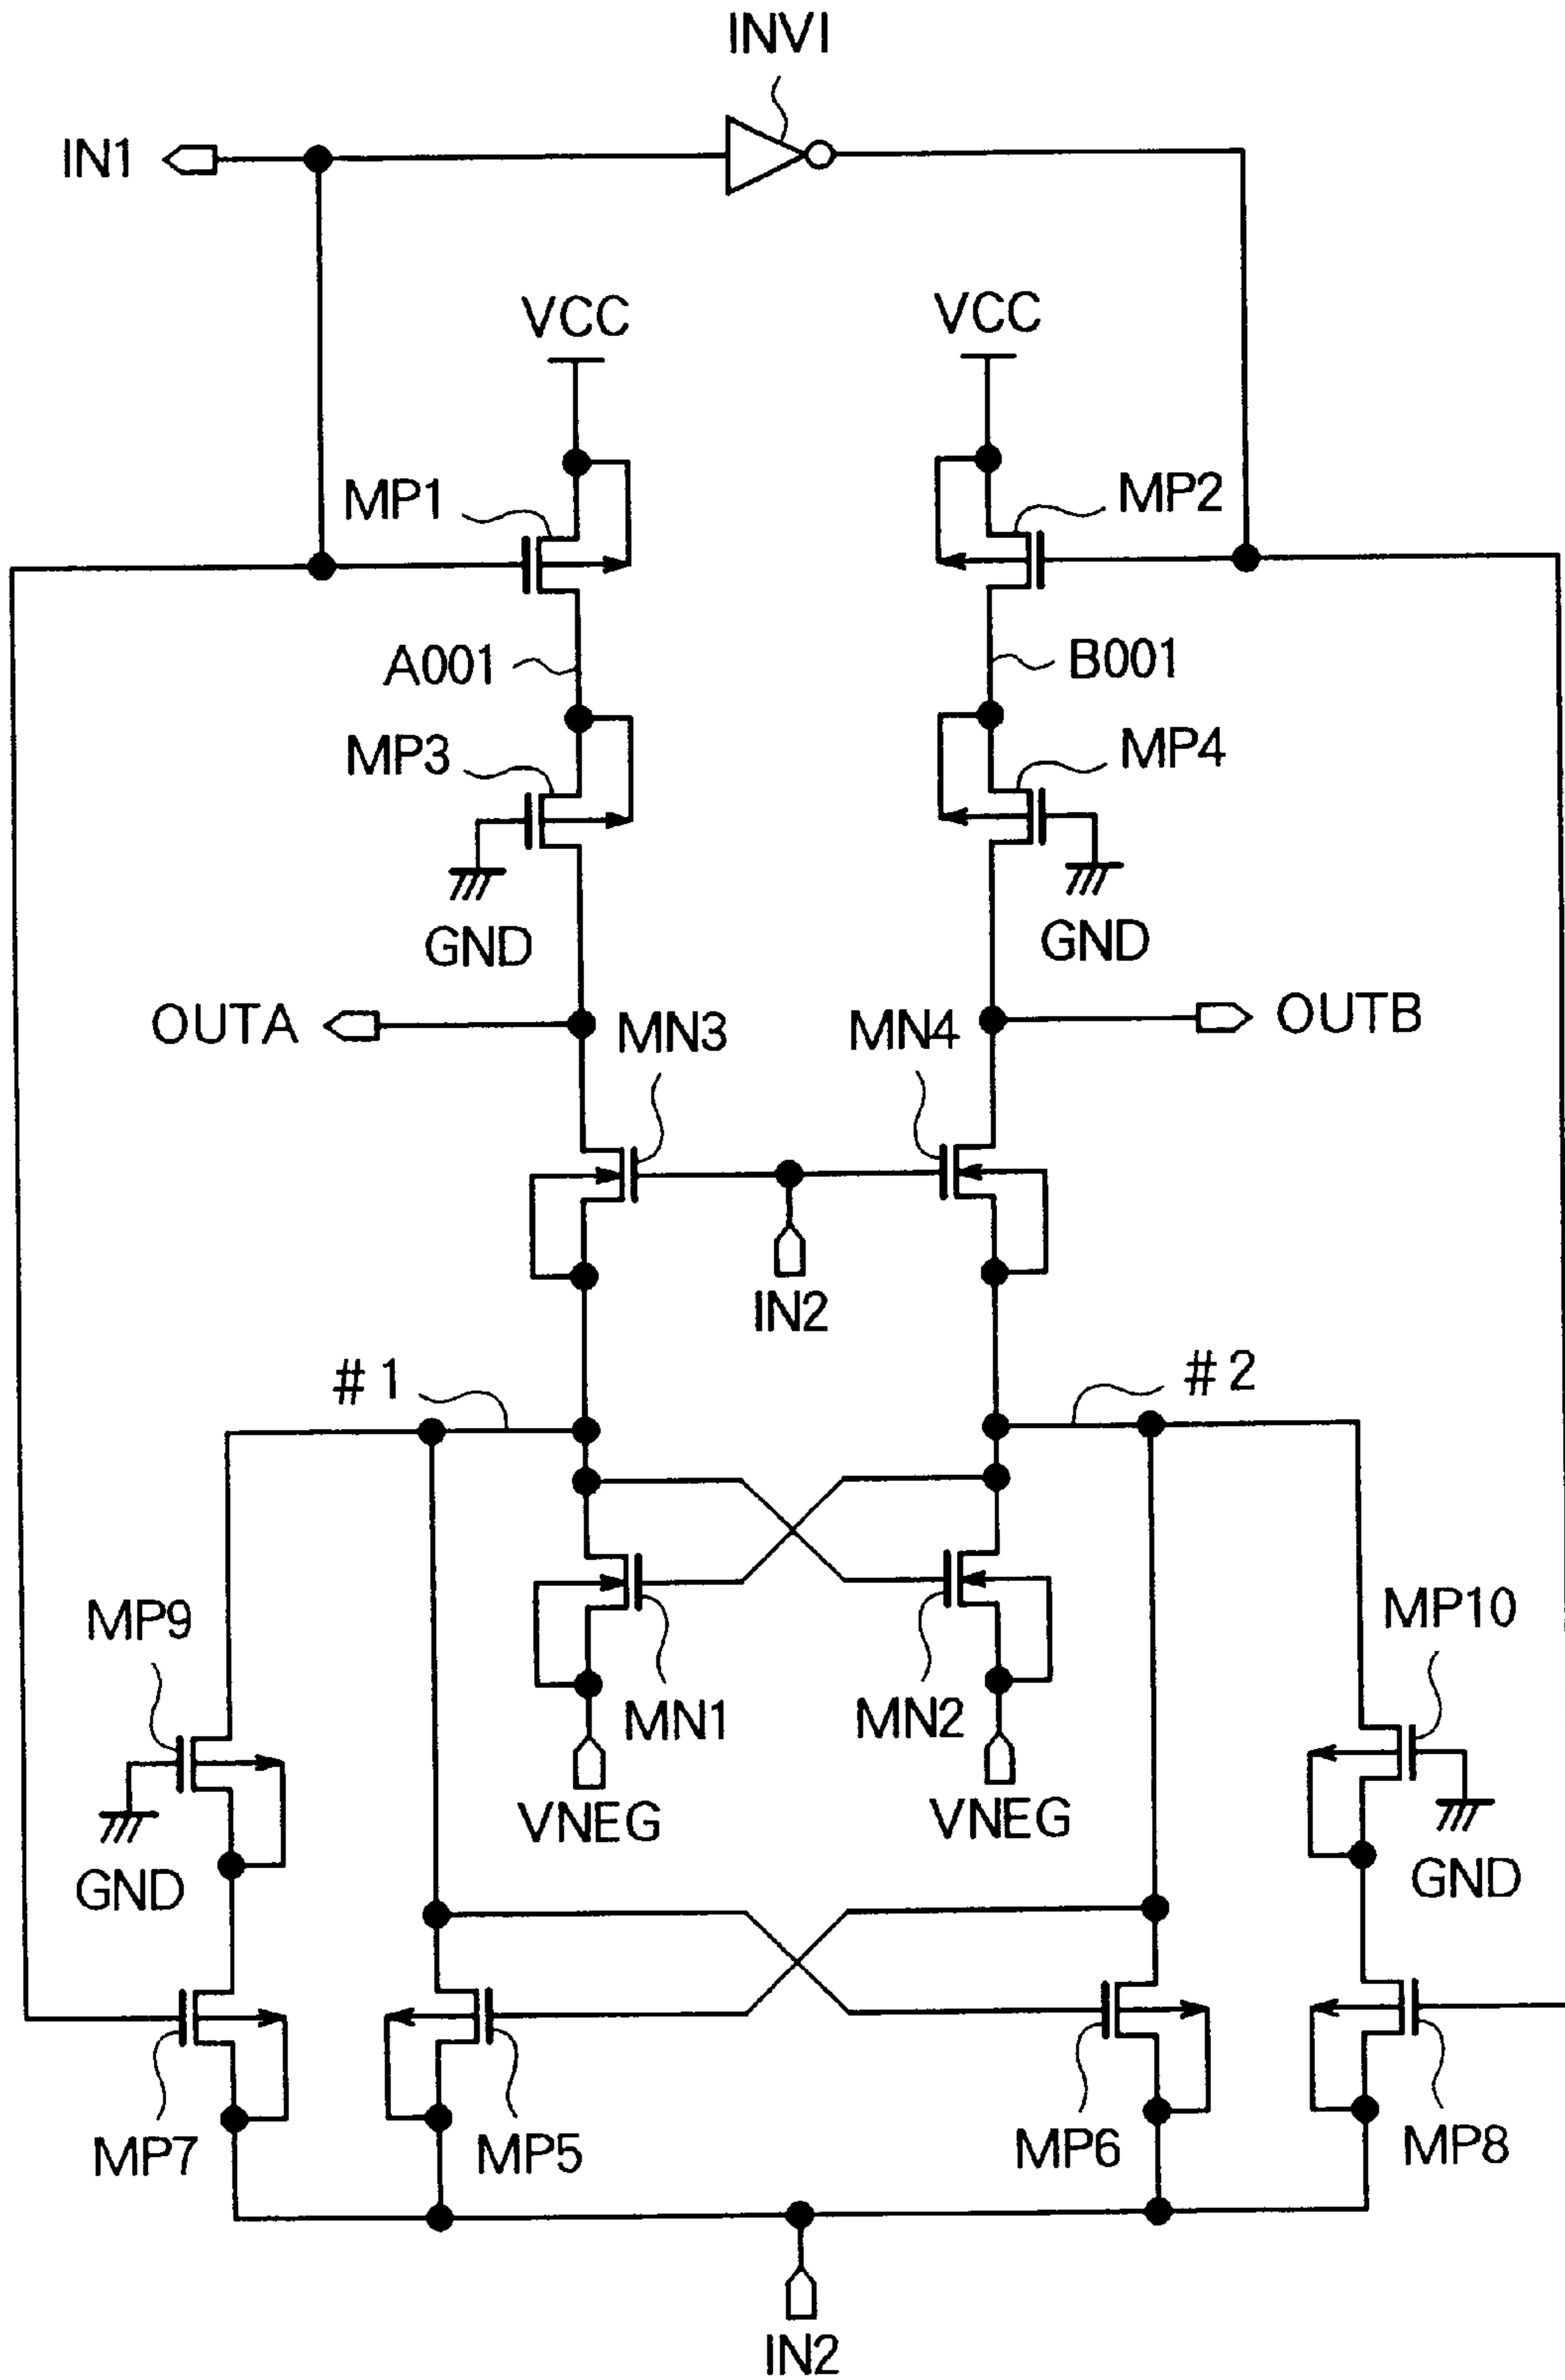 INVI
IN1
VCC
VCC
MP1
MP2
A001
B001
MP3
MP4
GND
GND
OUTA
MN3
MN4
OUTB
IN2
#1
#2
MP9
MP10
MN1
MN2
VNEG
VNEG
GND
GND
MP7
MP5
MP6
MP8
IN2